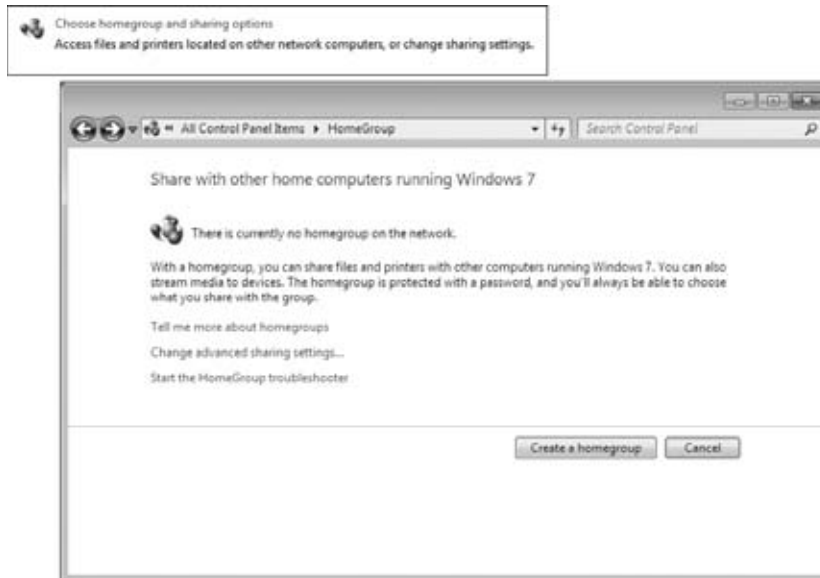 Choose homegroup and sharing options
Access files and printers located on other network computers, or change sharing settings.
All Control Panel Items HomeGroup
Search Control Panel
Share with other home computers running Windows 7
There is currently no homegroup on the network.
With a homegroup, you can share files and printers with other computers running Windows 7. You can also
stream media to devices. The homegroup is protected with a password, and you'll always be able to choose
what you share with the group.
Tell me more about homegroups
Change advanced sharing settings...
Start the HomeGroup troubleshooter
Create a homegroup
Cancel